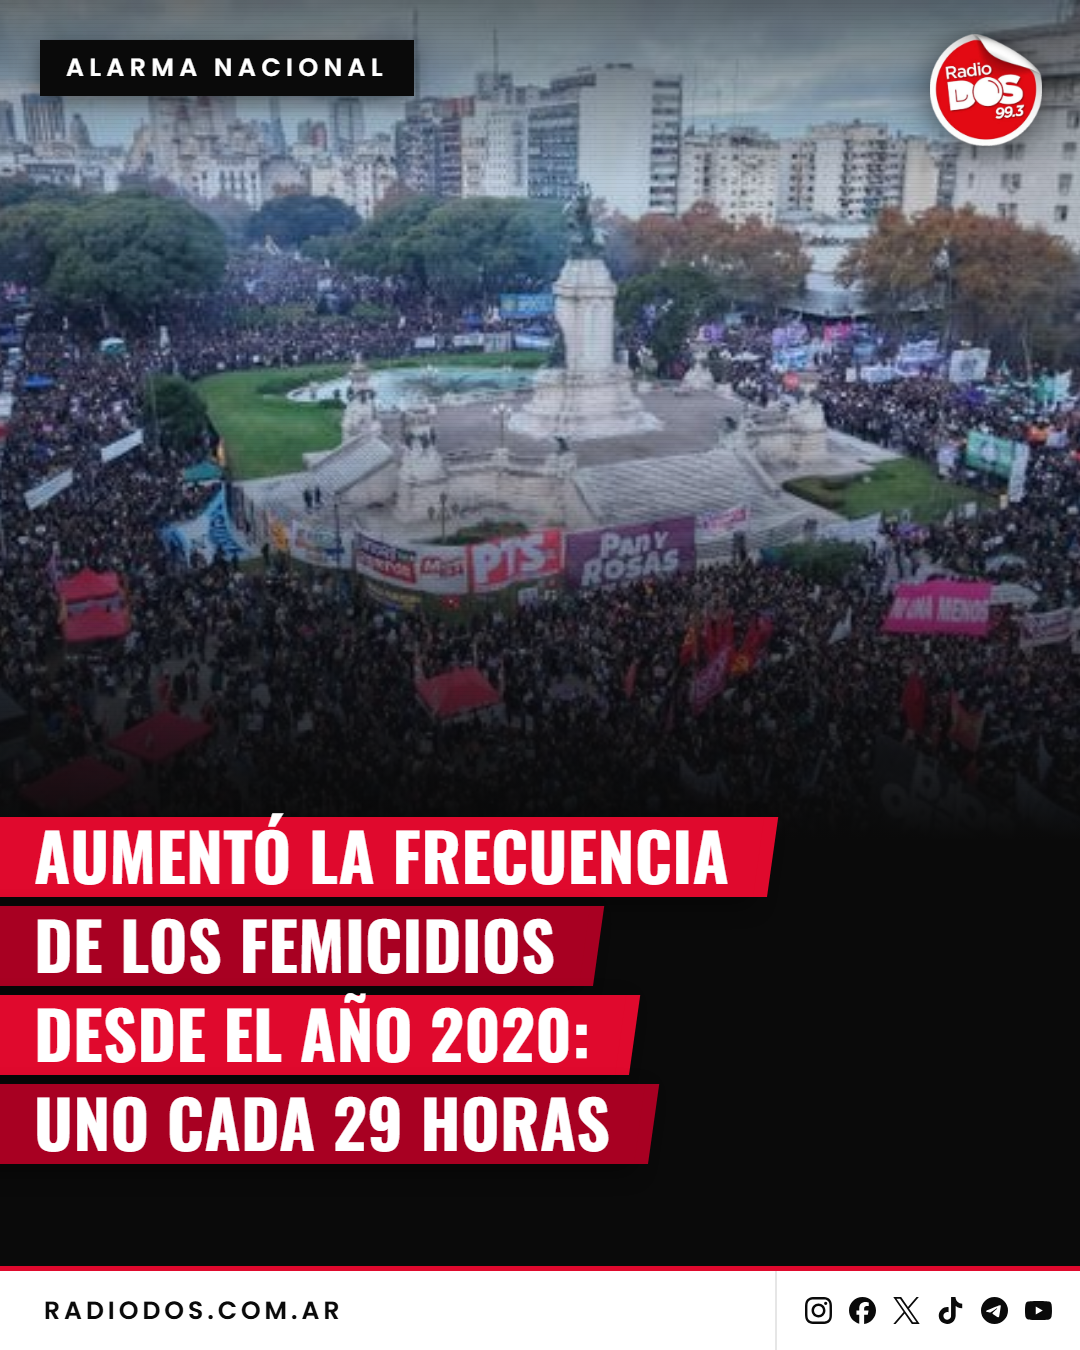 ALARMA NACIONAL
Radio
DOS
99.3
PTS
PAN Y
ROSAS
AUMENTÓ LA FRECUENCIA
DE LOS FEMICIDIOS
DESDE EL AÑO 2020:
UNO CADA 29 HORAS
RADIODOS.COM.AR